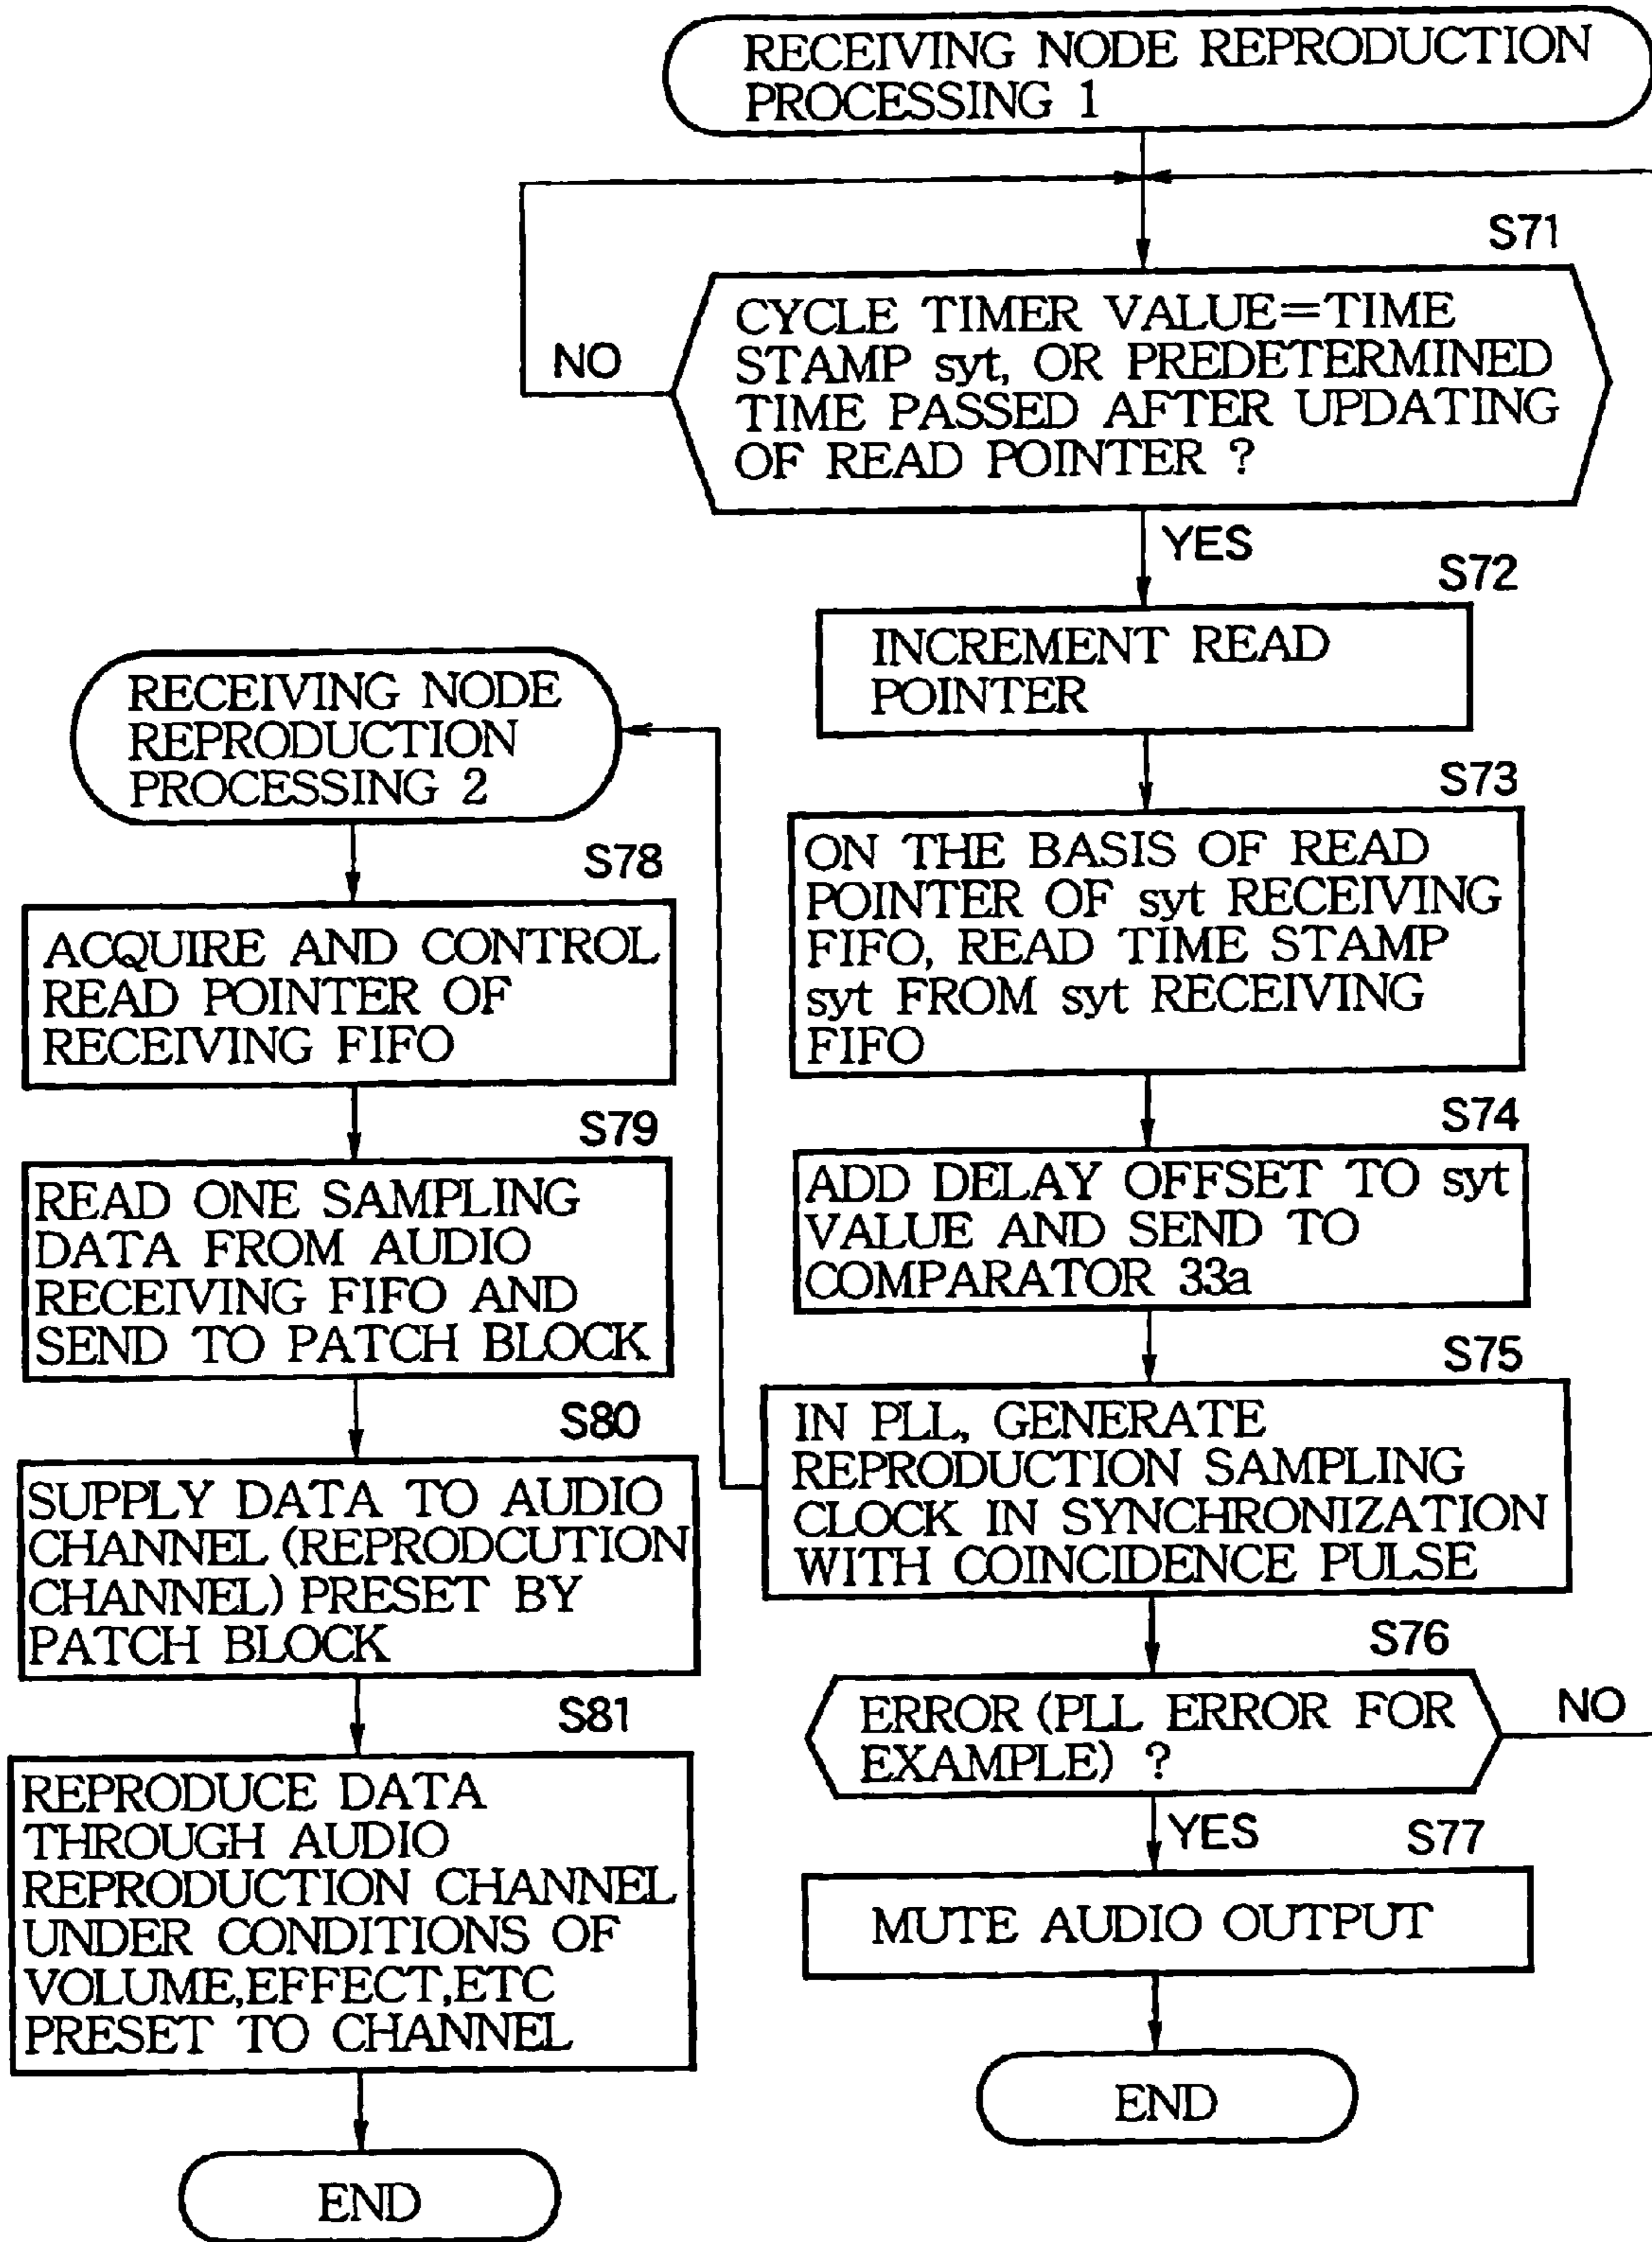 RECEIVING NODE REPRODUCTION
PROCESSING 1
S71
CYCLE TIMER VALUE=TIME
STAMP syt, OR PREDETERMINED
TIME PASSED AFTER UPDATING
OF READ POINTER ?
NO
YES
S72
INCREMENT READ
POINTER
S73
ON THE BASIS OF READ
POINTER OF syt RECEIVING
FIFO, READ TIME STAMP
syt FROM syt RECEIVING
FIFO
S74
ADD DELAY OFFSET TO syt
VALUE AND SEND TO
COMPARATOR 33a
S75
IN PLL, GENERATE
REPRODUCTION SAMPLING
CLOCK IN SYNCHRONIZATION
WITH COINCIDENCE PULSE
S76
ERROR (PLL ERROR FOR
EXAMPLE) ?
NO
YES
S77
MUTE AUDIO OUTPUT
END
RECEIVING NODE
REPRODUCTION
PROCESSING 2
S78
ACQUIRE AND CONTROL
READ POINTER OF
RECEIVING FIFO
S79
READ ONE SAMPLING
DATA FROM AUDIO
RECEIVING FIFO AND
SEND TO PATCH BLOCK
S80
SUPPLY DATA TO AUDIO
CHANNEL (REPRODCUTION
CHANNEL) PRESET BY
PATCH BLOCK
S81
REPRODUCE DATA
THROUGH AUDIO
REPRODUCTION CHANNEL
UNDER CONDITIONS OF
VOLUME,EFFECT,ETC
PRESET TO CHANNEL
END